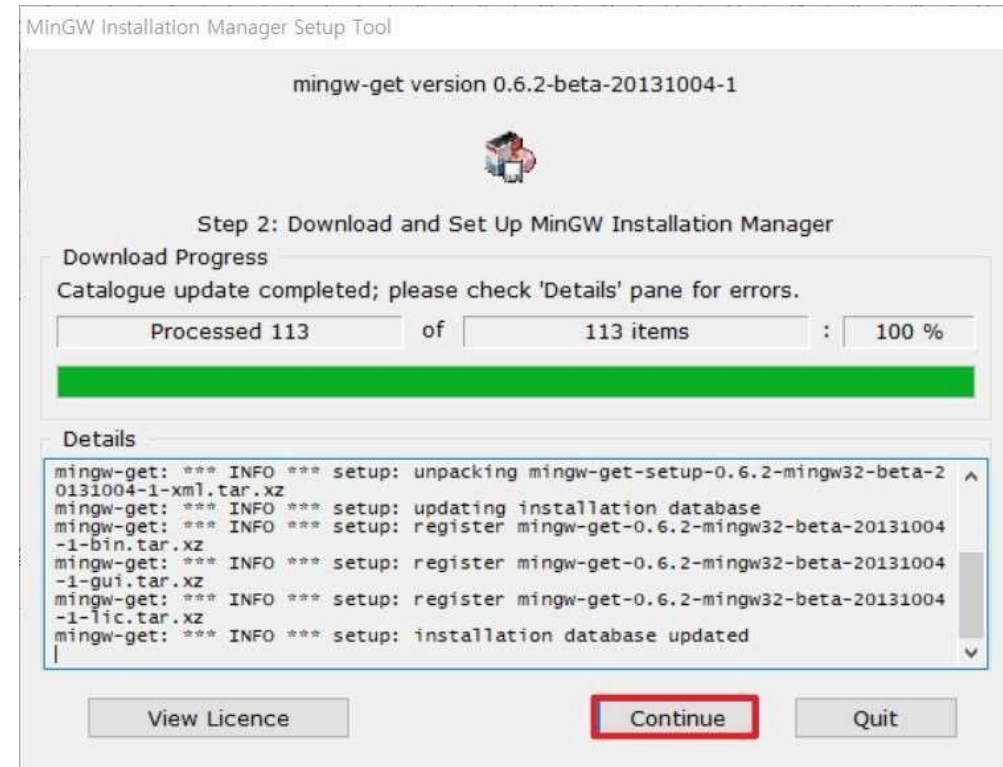 MinGW Installation Manager Setup Tool
mingw-get version 0.6.2-beta-20131004-1
Step 2: Download and Set Up MinGW Installation Manager
Download Progress
Catalogue update completed; please check 'Details' pane for errors.
Processed 113 of 113 items : 100 %
Details
mingw-get: *** INFO *** setup: unpacking mingw-get-setup-0.6.2-mingw32-beta-2
0131004-1-xml.tar.xz
mingw-get: *** INFO *** setup: updating installation database
mingw-get: *** INFO *** setup: register mingw-get-0.6.2-mingw32-beta-20131004
-1-bin.tar.xz
mingw-get: *** INFO *** setup: register mingw-get-0.6.2-mingw32-beta-20131004
-1-gui.tar.xz
mingw-get: *** INFO *** setup: register mingw-get-0.6.2-mingw32-beta-20131004
-1-lic.tar.xz
mingw-get: *** INFO *** setup: installation database updated
View Licence Continue Quit